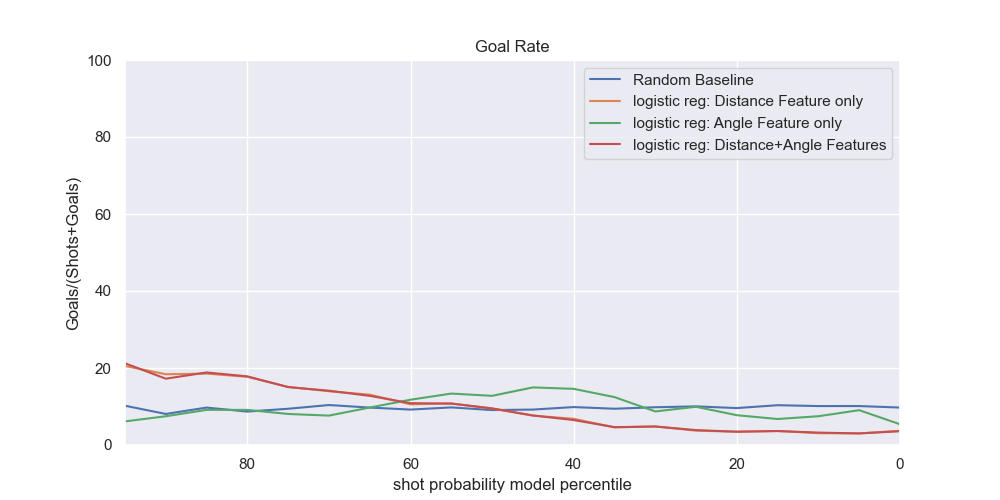 Goal Rate
Random Baseline
logistic reg: Distance Feature only
logistic reg: Angle Feature only
logistic reg: Distance+Angle Features
Goals/(Shots+Goals)
100
80
60
40
20
0
80
60
40
20
0
shot probability model percentile